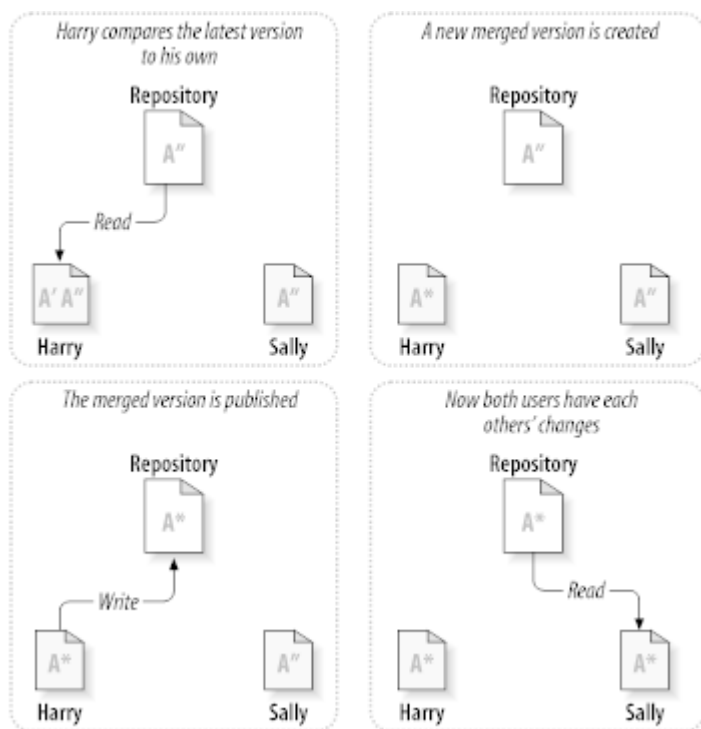 Harry compares the latest version
to his own
Repository
A″
Read
A′ A″
A″
Harry
Sally
A new merged version is created
Repository
A″
A*
A″
Harry
Sally
The merged version is published
Repository
A*
Write
A*
A″
Harry
Sally
Now both users have each
others’ changes
Repository
A*
Read
A*
A*
Harry
Sally